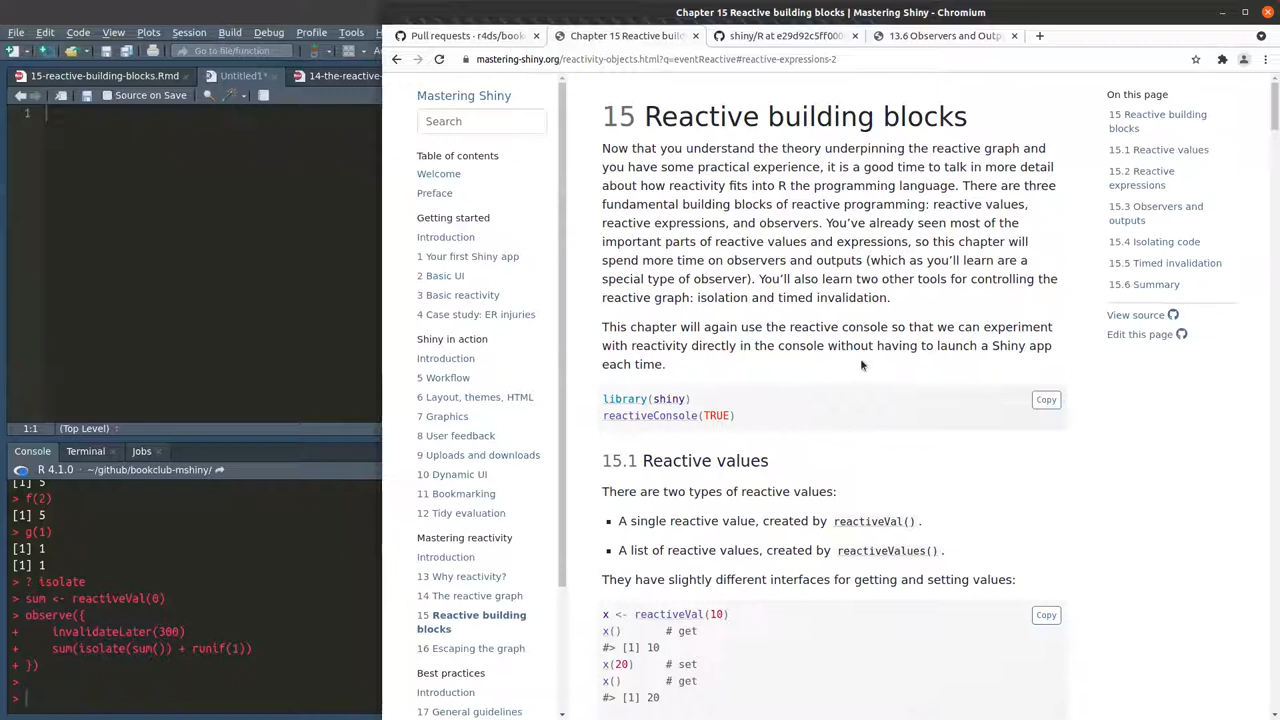 Chapter 15 Reactive building blocks | Mastering Shiny - Chromium
File Edit Code View Plots Session Build Debug Profile Tools
Go to file/function
15-reactive-building-blocks.Rmd
Untitled1*
14-the-reactive
Source on Save
1
1:1
(Top Level)
Console
Terminal
Jobs
R 4.1.0 · ~/github/bookclub-mshiny/
[1] 5
> f(2)
[1] 5
> g(1)
[1] 1
[1] 1
> ? isolate
> sum <- reactiveVal(0)
> observe({
+ invalidateLater(300)
+ sum(isolate(sum()) + runif(1))
+ })
>
>
Pull requests · r4ds/book
Chapter 15 Reactive buil
shiny/R at e29d92c5ff000
13.6 Observers and Outp
mastering-shiny.org/reactivity-objects.html?q=eventReactive#reactive-expressions-2
Mastering Shiny
Search
Table of contents
Welcome
Preface
Getting started
Introduction
1 Your first Shiny app
2 Basic UI
3 Basic reactivity
4 Case study: ER injuries
Shiny in action
Introduction
5 Workflow
6 Layout, themes, HTML
7 Graphics
8 User feedback
9 Uploads and downloads
10 Dynamic UI
11 Bookmarking
12 Tidy evaluation
Mastering reactivity
Introduction
13 Why reactivity?
14 The reactive graph
15 Reactive building
blocks
16 Escaping the graph
Best practices
Introduction
17 General guidelines
15 Reactive building blocks
Now that you understand the theory underpinning the reactive graph and
you have some practical experience, it is a good time to talk in more detail
about how reactivity fits into R the programming language. There are three
fundamental building blocks of reactive programming: reactive values,
reactive expressions, and observers. You’ve already seen most of the
important parts of reactive values and expressions, so this chapter will
spend more time on observers and outputs (which as you’ll learn are a
special type of observer). You’ll also learn two other tools for controlling the
reactive graph: isolation and timed invalidation.
This chapter will again use the reactive console so that we can experiment
with reactivity directly in the console without having to launch a Shiny app
each time.
library(shiny)
reactiveConsole(TRUE)
Copy
15.1 Reactive values
There are two types of reactive values:
▪ A single reactive value, created by reactiveVal().
▪ A list of reactive values, created by reactiveValues().
They have slightly different interfaces for getting and setting values:
x <- reactiveVal(10)
Copy
x() # get
#> [1] 10
x(20) # set
x() # get
#> [1] 20
On this page
15 Reactive building
blocks
15.1 Reactive values
15.2 Reactive
expressions
15.3 Observers and
outputs
15.4 Isolating code
15.5 Timed invalidation
15.6 Summary
View source
Edit this page